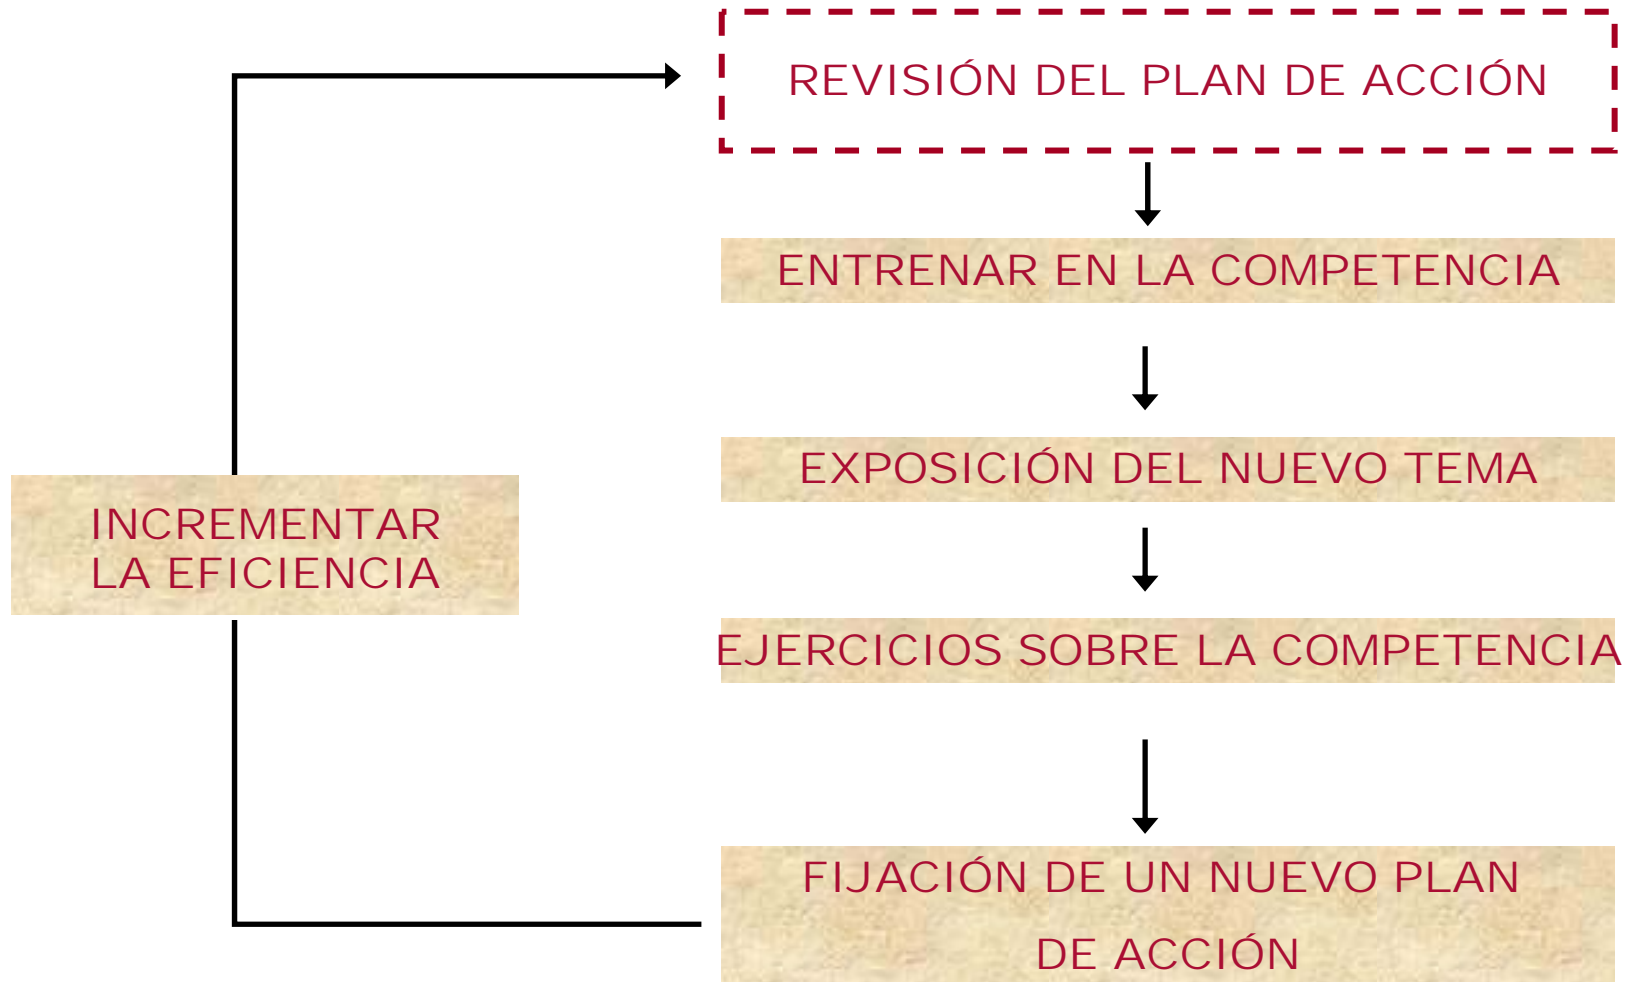 REVISIÓN DEL PLAN DE ACCIÓN
ENTRENAR EN LA COMPETENCIA
EXPOSICIÓN DEL NUEVO TEMA
INCREMENTAR
LA EFICIENCIA
EJERCICIOS SOBRE LA COMPETENCIA
FIJACIÓN DE UN NUEVO PLAN
DE ACCIÓN